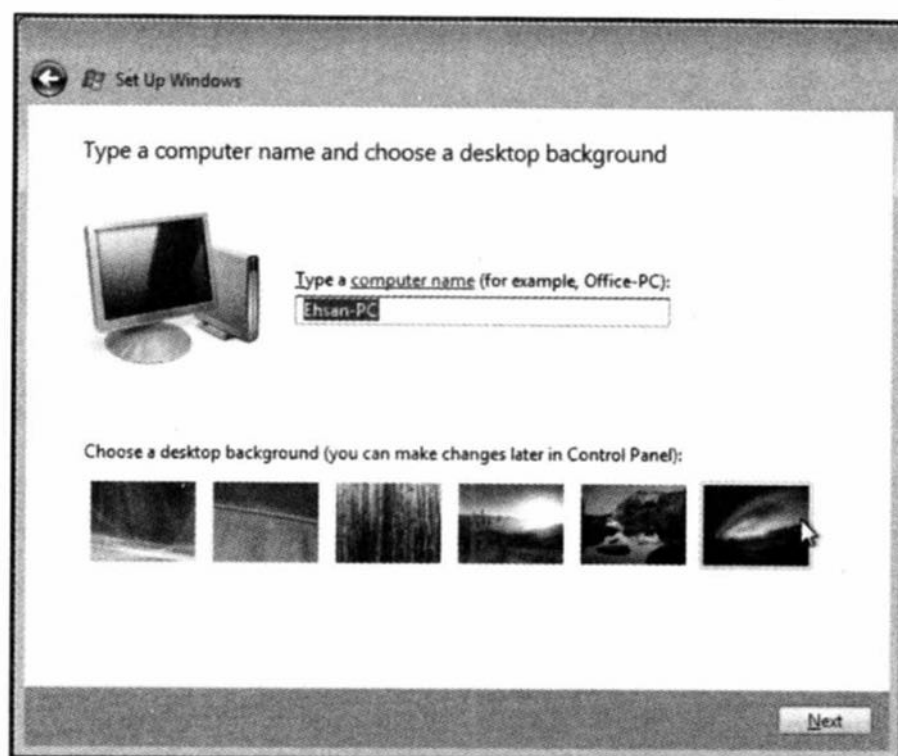 Set Up Windows
Type a computer name and choose a desktop background
Type a computer name (for example, Office-PC):
Ehsan-PC
Choose a desktop background (you can make changes later in Control Panel):
Next